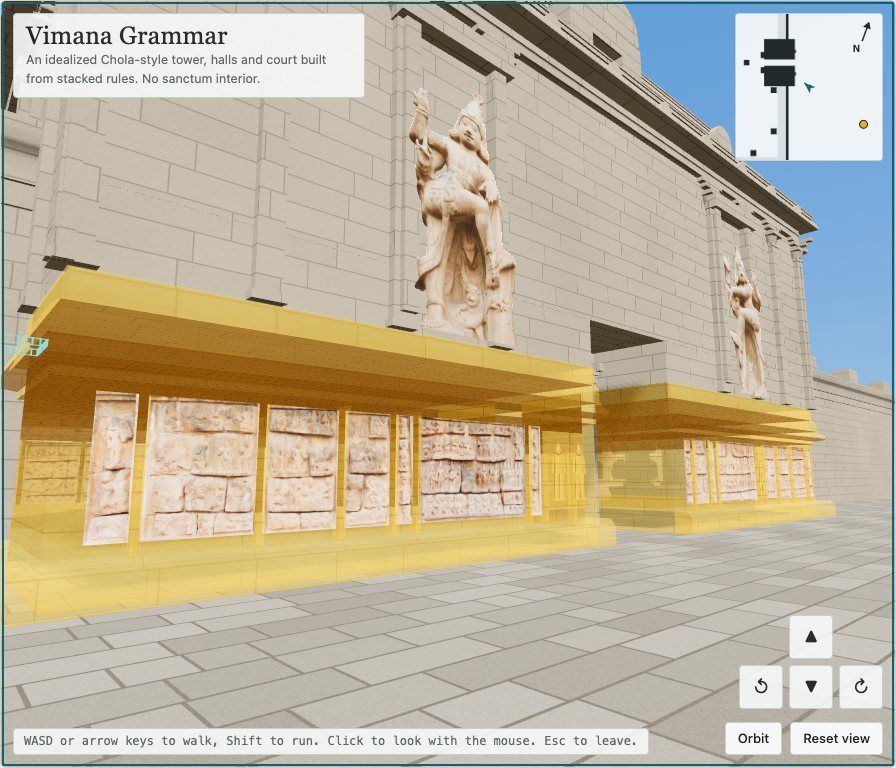 Vimana Grammar
An idealized Chola-style tower, halls and court built
from stacked rules. No sanctum interior.
N
WASD or arrow keys to walk, Shift to run. Click to look with the mouse. Esc to leave.
Orbit
Reset view